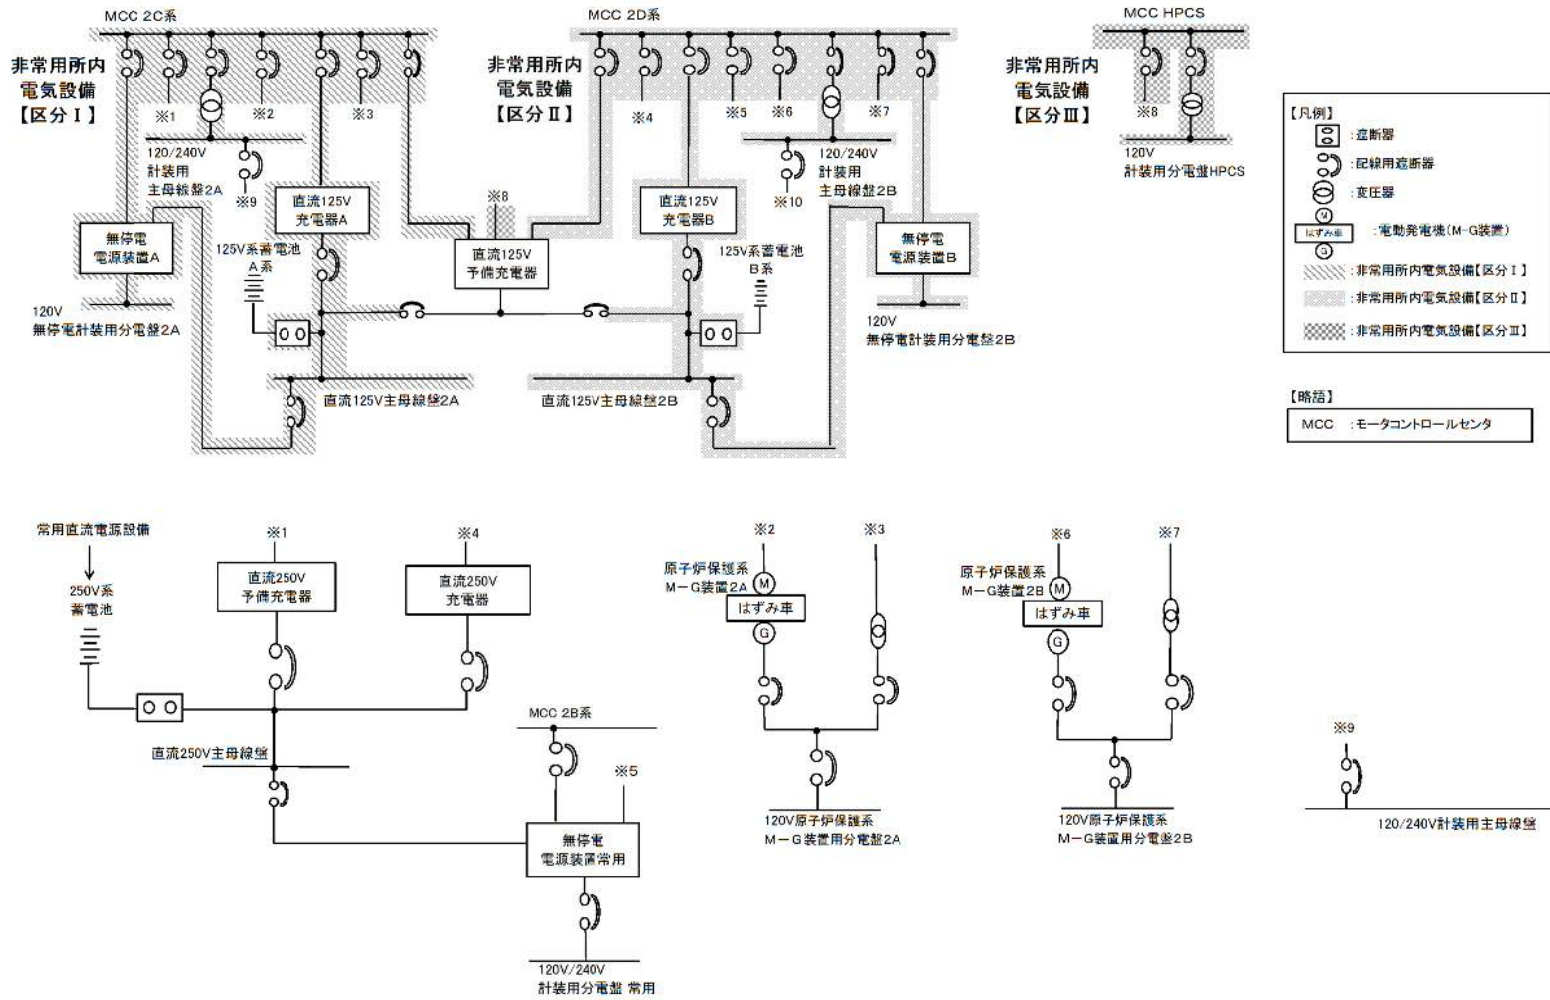 MCC 2C系
MCC 2D系
MCC HPCS
非常用所内
電気設備
【区分Ⅰ】
非常用所内
電気設備
【区分Ⅱ】
非常用所内
電気設備
【区分Ⅲ】
※1
※2
※3
※4
※5
※6
※7
※8
120/240V
計装用
主母線盤2A
※9
※10
120/240V
計装用
主母線盤2B
120V
計装用分電盤HPCS
直流125V
充電器A
※8
直流125V
充電器B
無停電
電源装置A
125V系蓄電池
A系
直流125V
予備充電器
125V系蓄電池
B系
無停電
電源装置B
120V
無停電計装用分電盤2A
120V
無停電計装用分電盤2B
直流125V主母線盤2A
直流125V主母線盤2B
【凡例】
:遮断器
:配線用遮断器
:変圧器
M
はずみ車
G
:電動発電機(M-G装置)
:非常用所内電気設備【区分Ⅰ】
:非常用所内電気設備【区分Ⅱ】
:非常用所内電気設備【区分Ⅲ】
【略語】
MCC :モータコントロールセンタ
常用直流電源設備
250V系
蓄電池
※1
直流250V
予備充電器
※4
直流250V
充電器
直流250V主母線盤
MCC 2B系
※5
無停電
電源装置常用
120V/240V
計装用分電盤 常用
※2
※3
原子炉保護系
M-G装置2A
M
はずみ車
G
120V原子炉保護系
M-G装置用分電盤2A
※6
※7
原子炉保護系
M-G装置2B
M
はずみ車
G
120V原子炉保護系
M-G装置用分電盤2B
※9
120/240V計装用主母線盤